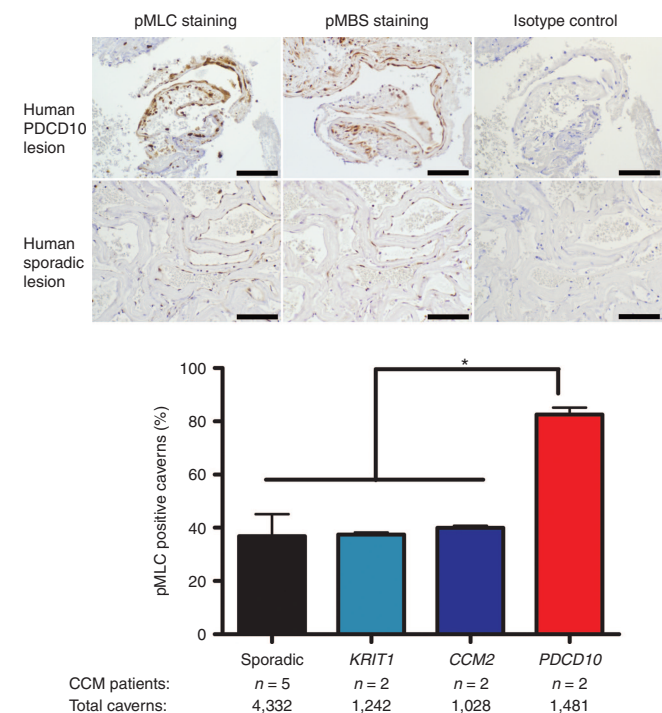 pMLC staining pMBS staining Isotype control
Human
PDCD10
lesion
Human
sporadic
lesion
*
pMLC positive caverns (%)
100
80
60
40
20
0
Sporadic KRIT1 CCM2 PDCD10
CCM patients: n = 5 n = 2 n = 2 n = 2
Total caverns: 4,332 1,242 1,028 1,481